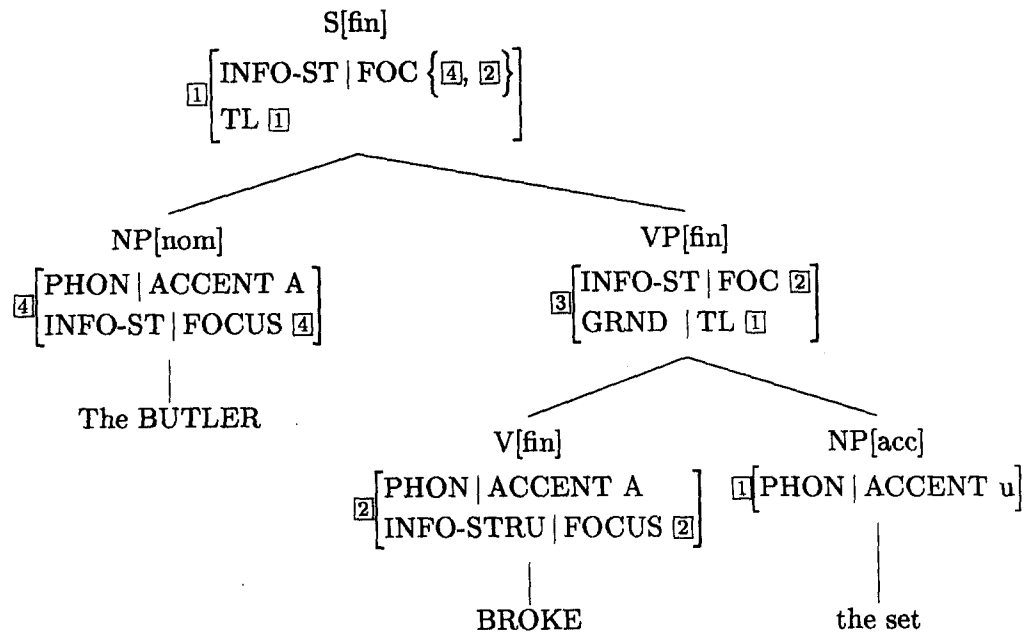 S[fin]
1 [INFO-ST | FOC {4, 2}
TL 1]
NP[nom]
4 [PHON | ACCENT A
INFO-ST | FOCUS 4]
VP[fin]
3 [INFO-ST | FOC 2
GRND | TL 1]
The BUTLER
V[fin]
2 [PHON | ACCENT A
INFO-STRU | FOCUS 2]
NP[acc]
1 [PHON | ACCENT u]
BROKE
the set